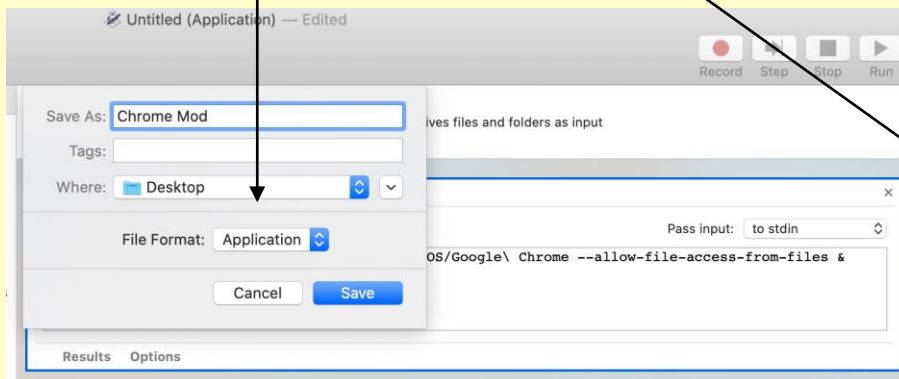 Untitled (Application) — Edited
Record Step Stop Run
Save As: Chrome Mod
ives files and folders as input
Tags:
Where: Desktop
Pass input: to stdin
File Format: Application
OS/Google\ Chrome --allow-file-access-from-files &
Cancel Save
Results Options